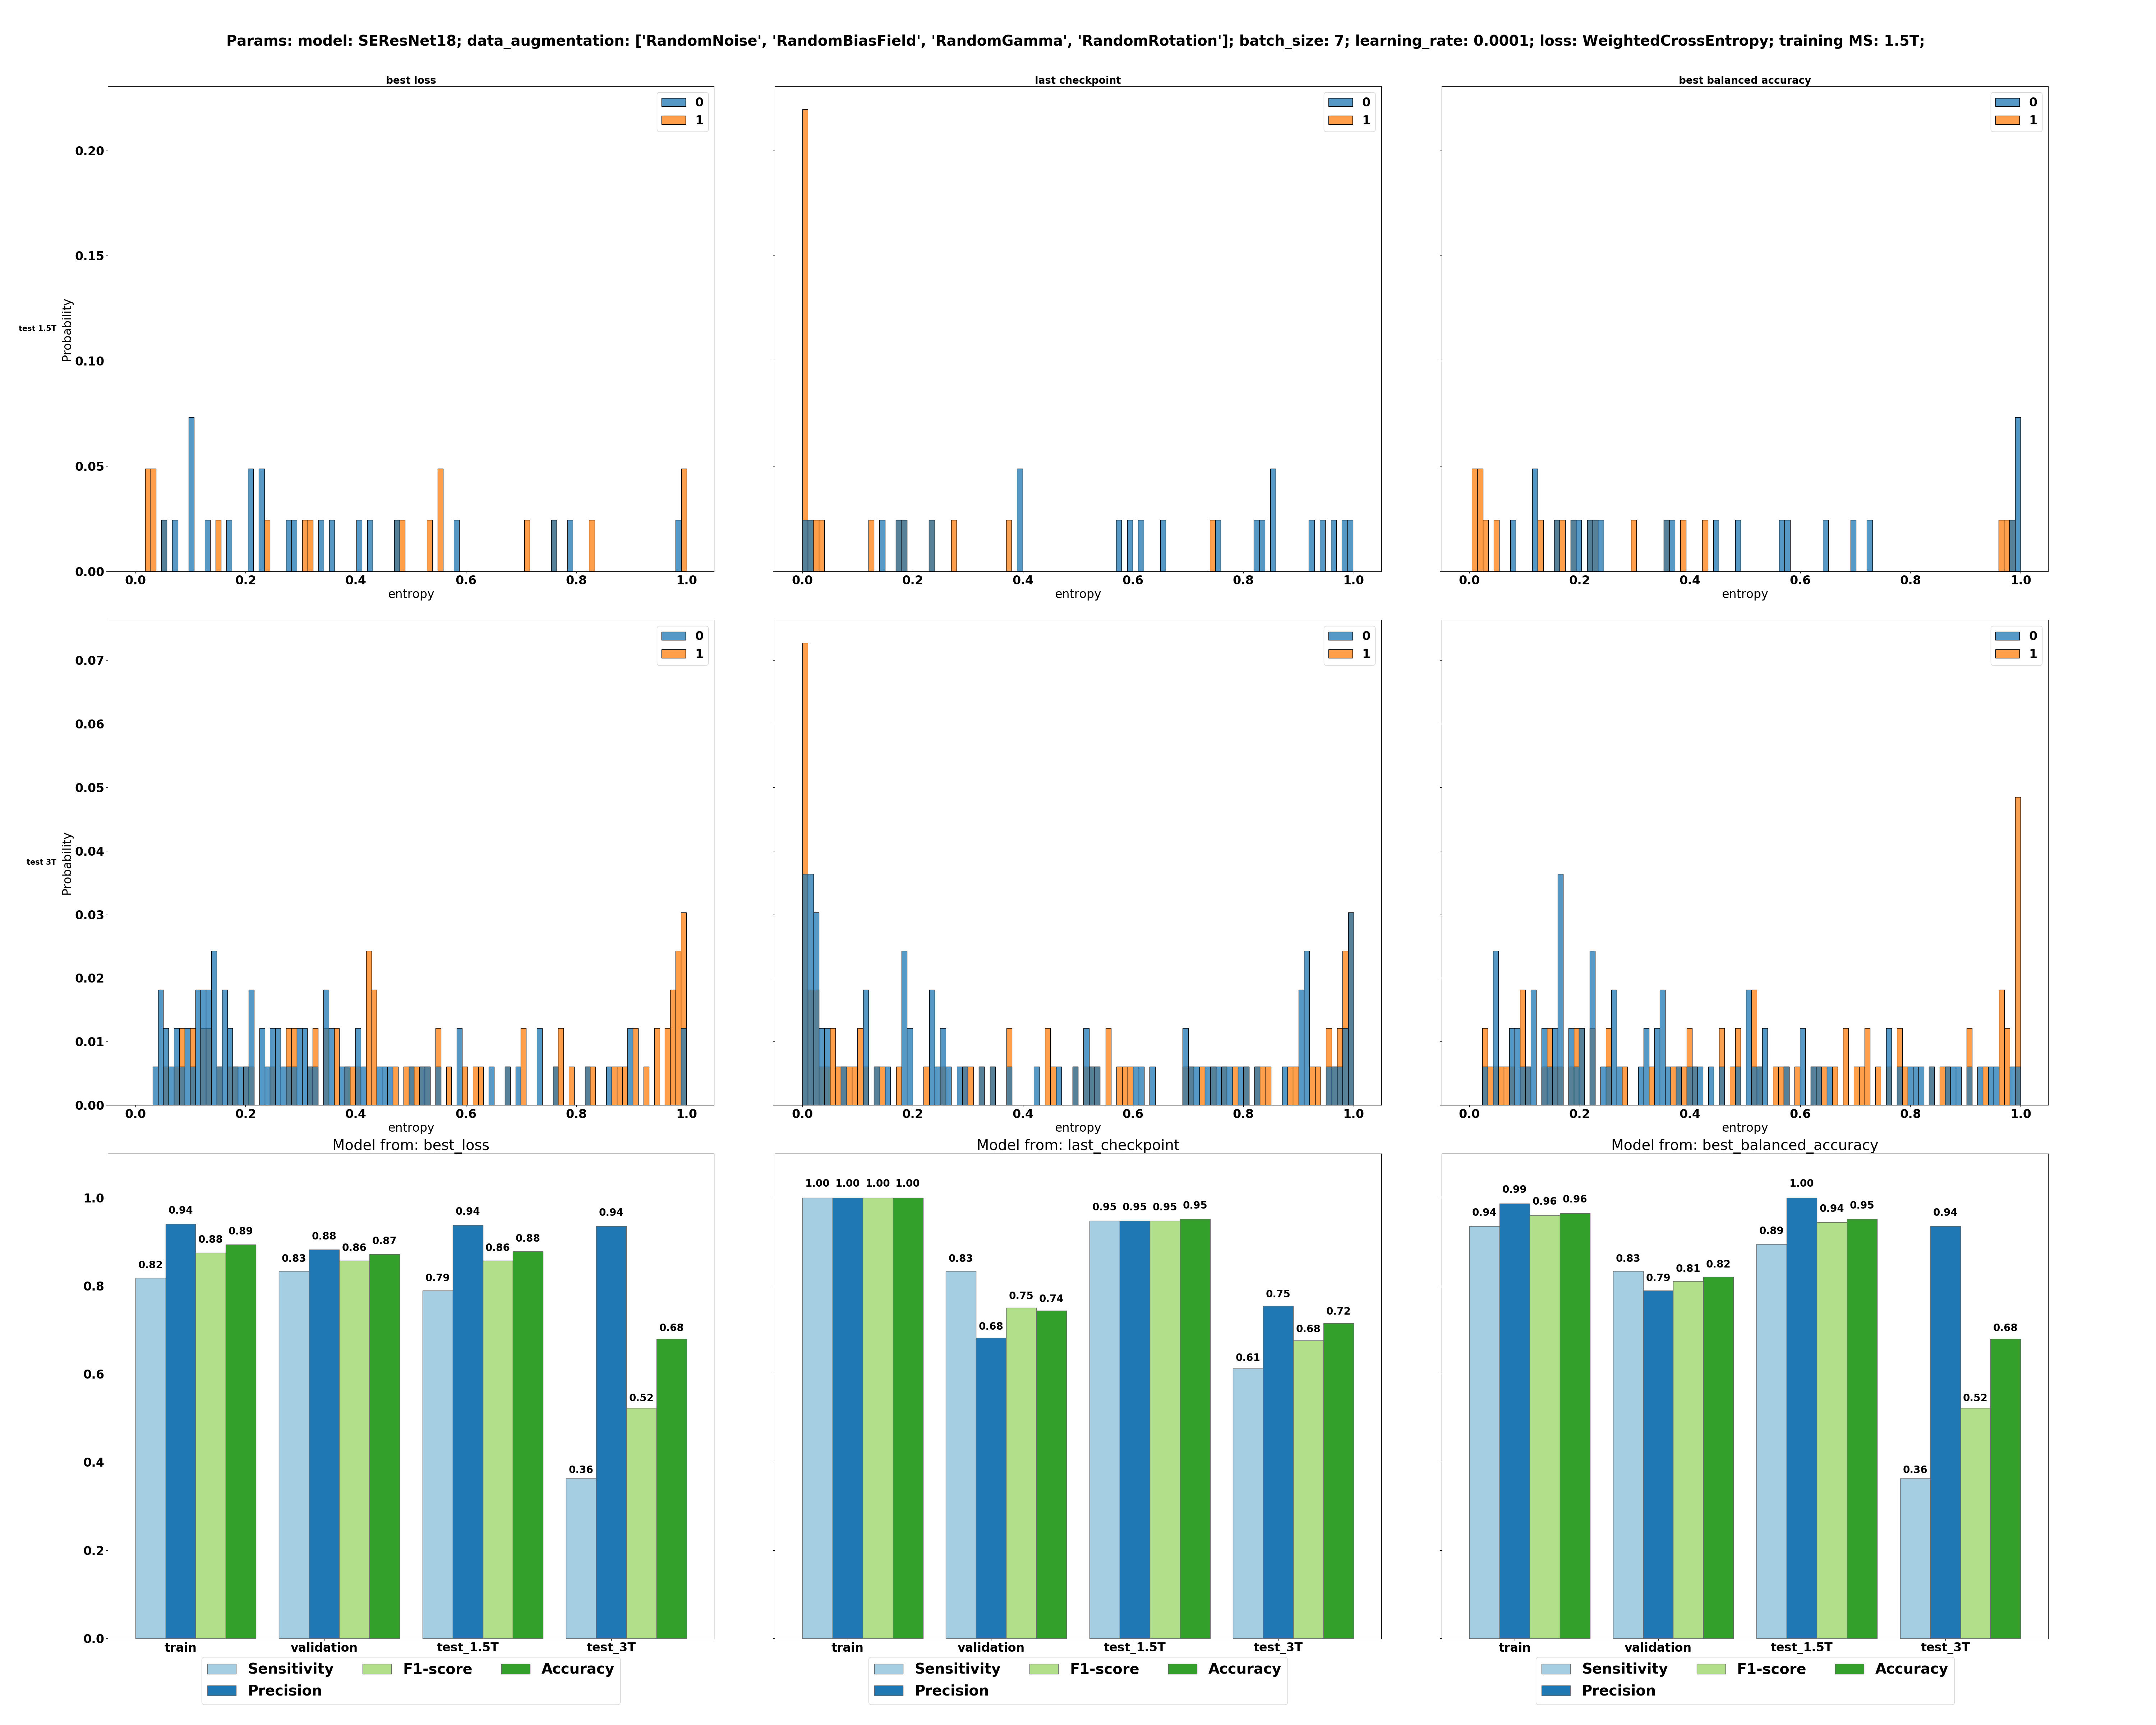 Params: model: SEResNet18; data_augmentation: ['RandomNoise', 'RandomBiasField', 'RandomGamma', 'RandomRotation']; batch_size: 7; learning_rate: 0.0001; loss: WeightedCrossEntropy; training MS: 1.5T;
best loss
last checkpoint
best balanced accuracy
0
1
0
1
0
1
test 1.5T
Probability
0.20
0.15
0.10
0.05
0.00
0.0 0.2 0.4 0.6 0.8 1.0
0.0 0.2 0.4 0.6 0.8 1.0
0.0 0.2 0.4 0.6 0.8 1.0
entropy
entropy
entropy
0
1
0
1
0
1
test 3T
Probability
0.07
0.06
0.05
0.04
0.03
0.02
0.01
0.00
0.0 0.2 0.4 0.6 0.8 1.0
0.0 0.2 0.4 0.6 0.8 1.0
0.0 0.2 0.4 0.6 0.8 1.0
entropy
entropy
entropy
Model from: best_loss
1.0
0.8
0.6
0.4
0.2
0.0
0.82 0.94 0.88 0.89
0.83 0.88 0.86 0.87
0.79 0.94 0.86 0.88
0.36 0.94 0.52 0.68
train validation test_1.5T test_3T
Sensitivity F1-score Accuracy
Precision
Model from: last_checkpoint
1.00 1.00 1.00 1.00
0.83 0.68 0.75 0.74
0.95 0.95 0.95 0.95
0.61 0.75 0.68 0.72
train validation test_1.5T test_3T
Sensitivity F1-score Accuracy
Precision
Model from: best_balanced_accuracy
0.94 0.99 0.96 0.96
0.83 0.79 0.81 0.82
0.89 1.00 0.94 0.95
0.36 0.94 0.52 0.68
train validation test_1.5T test_3T
Sensitivity F1-score Accuracy
Precision